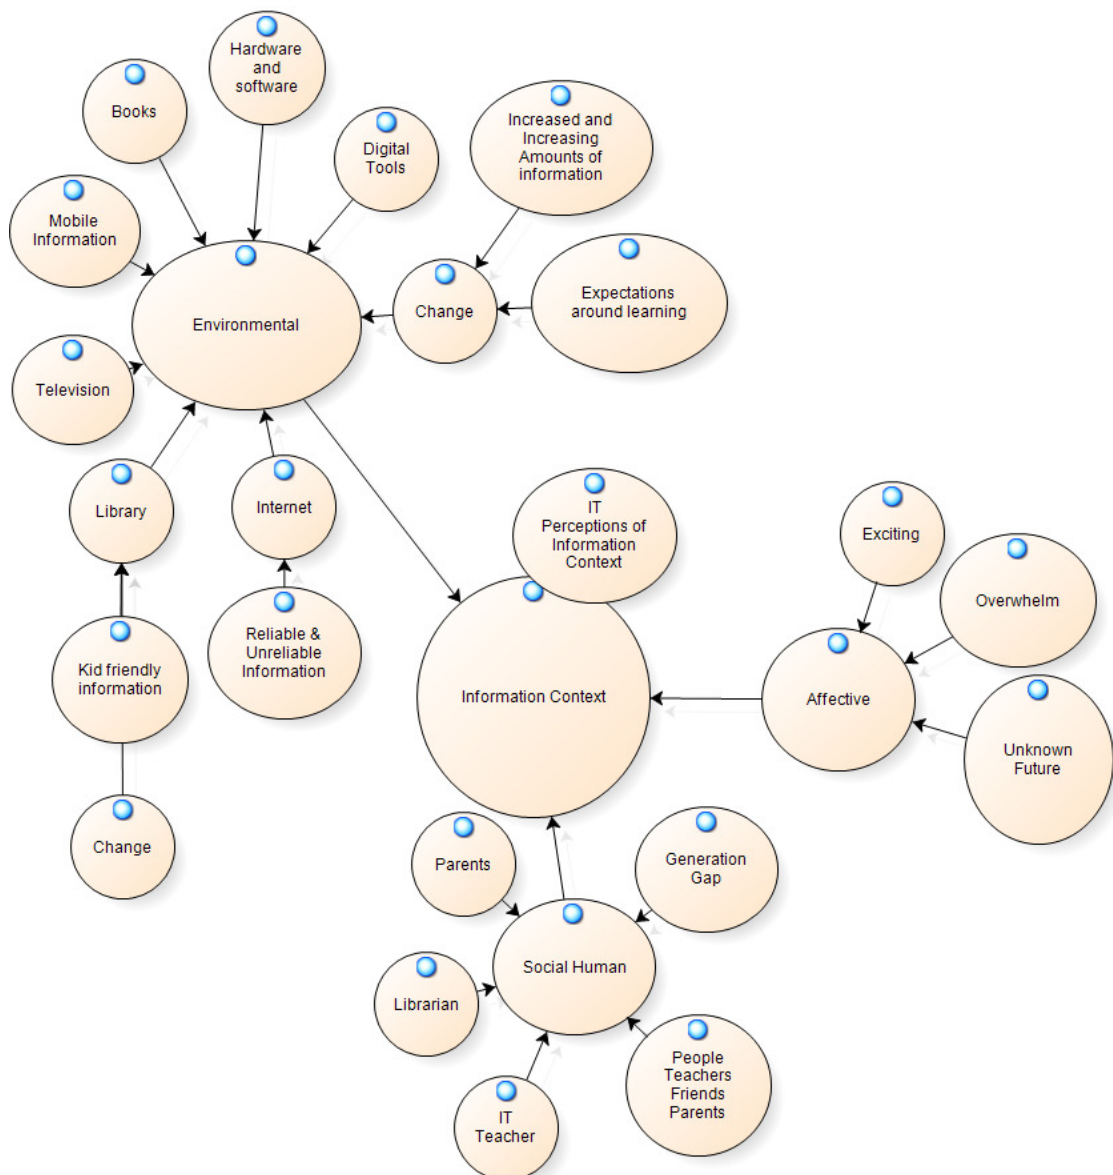 Hardware
and
software
Books
Digital
Tools
Increased and
Increasing
Amounts of
information
Mobile
Information
Environmental
Change
Expectations
around learning
Television
Library
Internet
IT
Perceptions of
Information
Context
Exciting
Overwhelm
Kid friendly
information
Reliable &
Unreliable
Information
Information Context
Affective
Unknown
Future
Change
Parents
Generation
Gap
Social Human
Librarian
People
Teachers
Friends
Parents
IT
Teacher